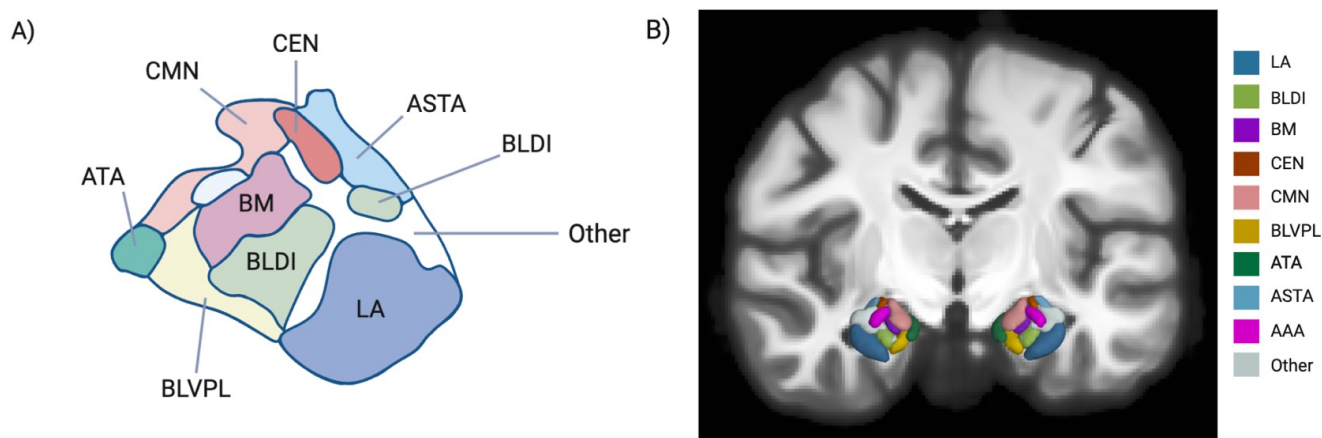 A)
CEN
CMN
ASTA
BLDI
ATA
BM
Other
BLDI
LA
BLVPL
B)
LA
BLDI
BM
CEN
CMN
BLVPL
ATA
ASTA
AAA
Other